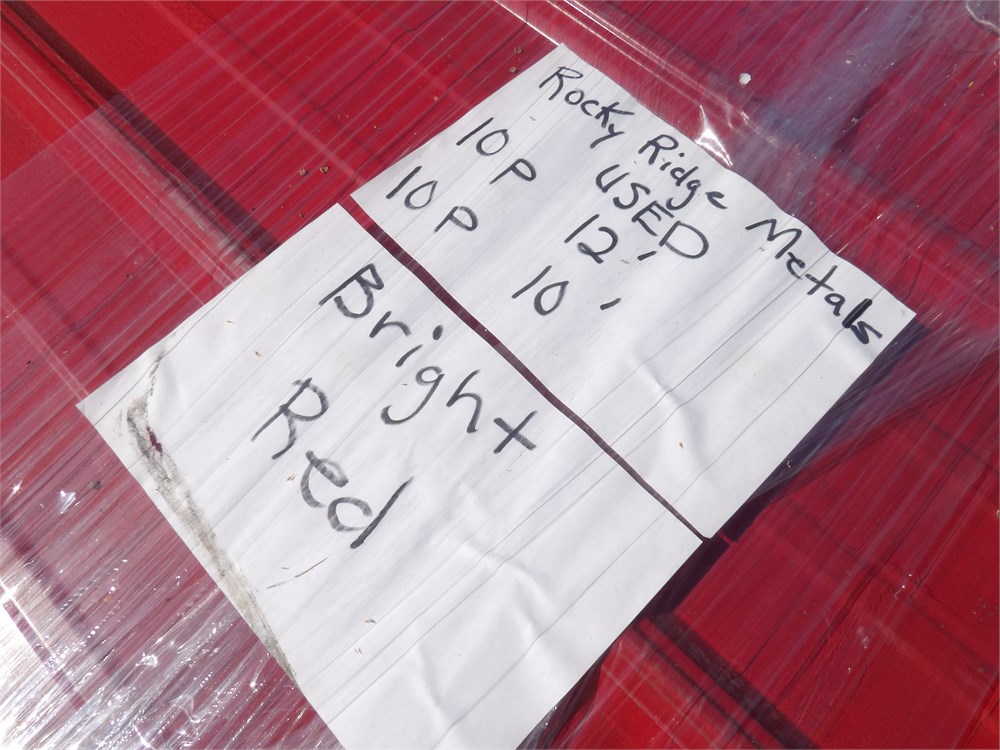 Rocky Ridge Metals
USED
10 P 12'
10 P 10'
Bright
Red